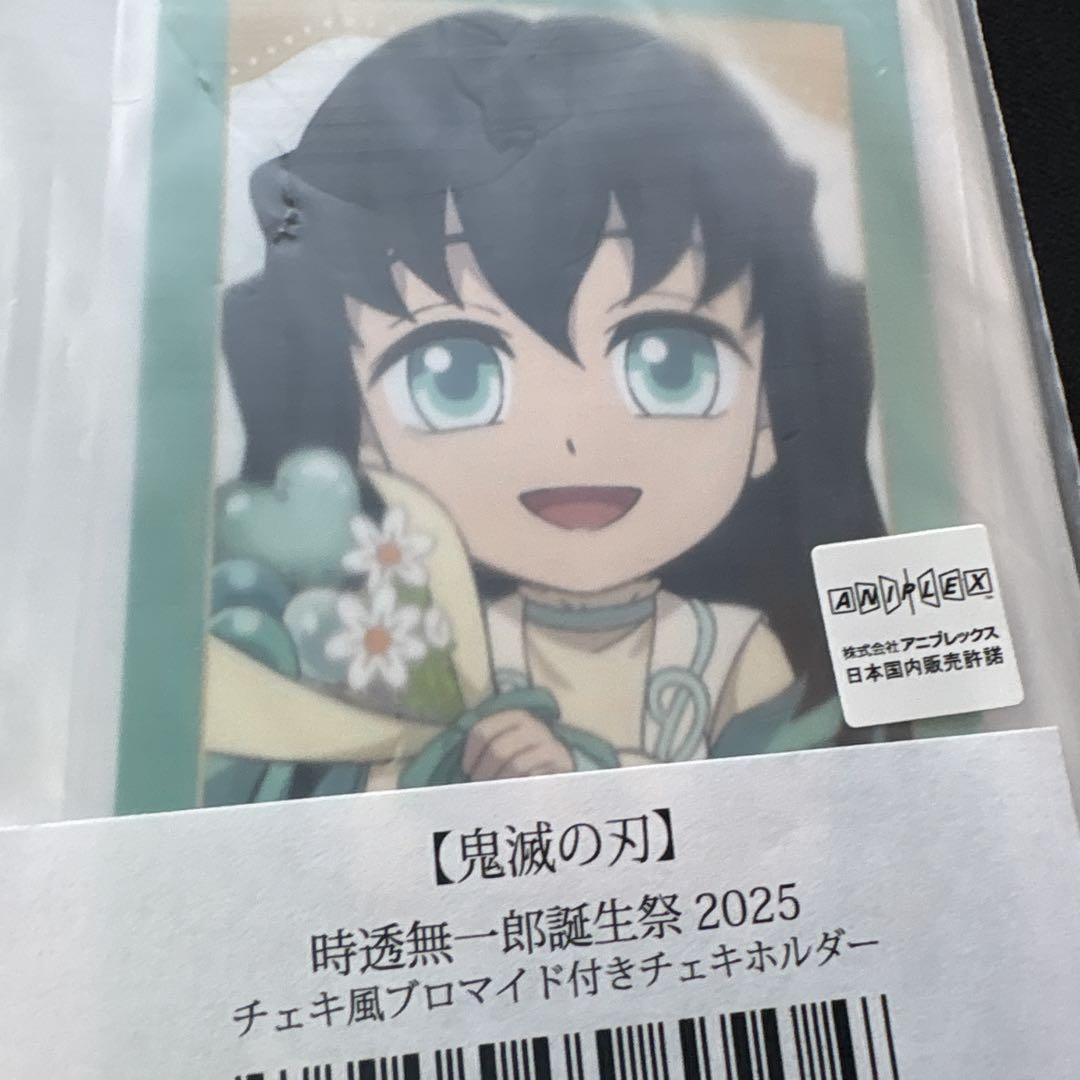 ANIPLEX
株式会社アニプレックス
日本国内販売許諾
【鬼滅の刃】
時透無一郎誕生祭 2025
チェキ風ブロマイド付きチェキホルダー